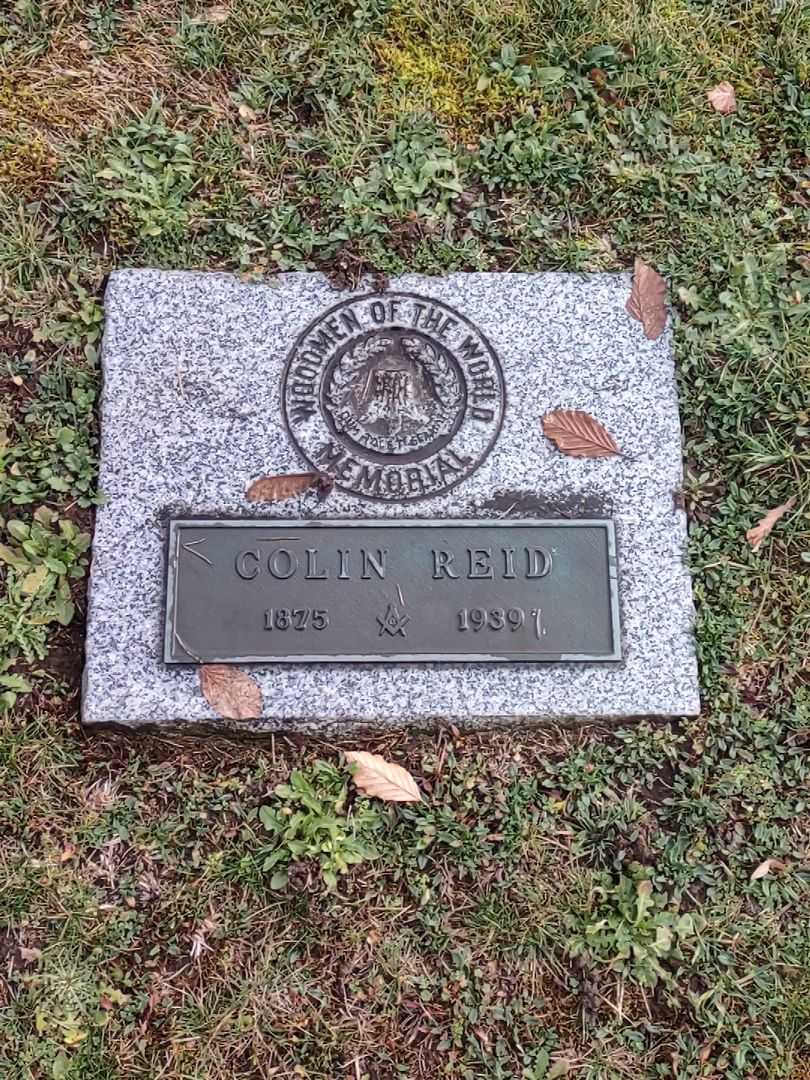 WOODMEN OF THE WORLD
MEMORIAL
COLIN REID
1875 1939